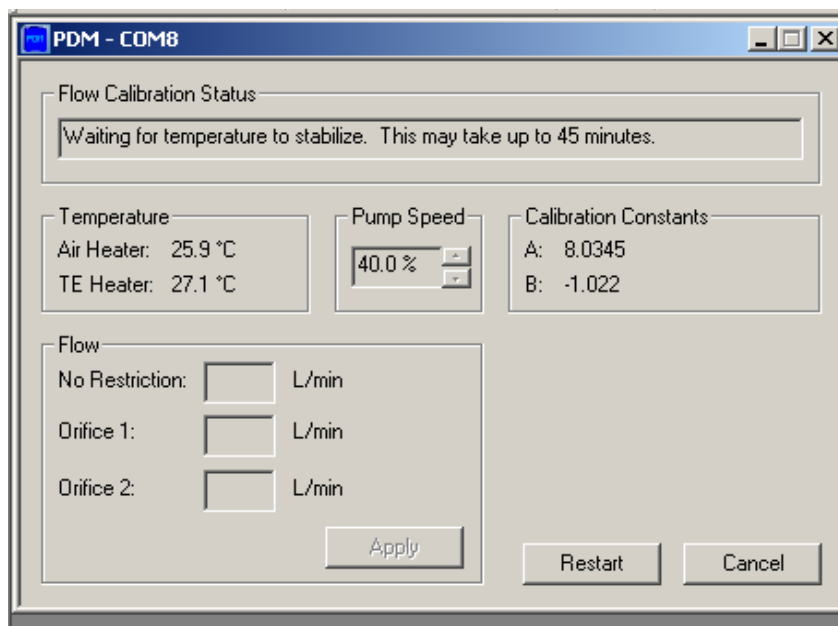 PDM - COM8
Flow Calibration Status
Waiting for temperature to stabilize.  This may take up to 45 minutes.
Temperature
Air Heater: 25.9 °C
TE Heater: 27.1 °C
Pump Speed
40.0 %
Calibration Constants
A: 8.0345
B: -1.022
Flow
No Restriction: L/min
Orifice 1: L/min
Orifice 2: L/min
Apply
Restart
Cancel